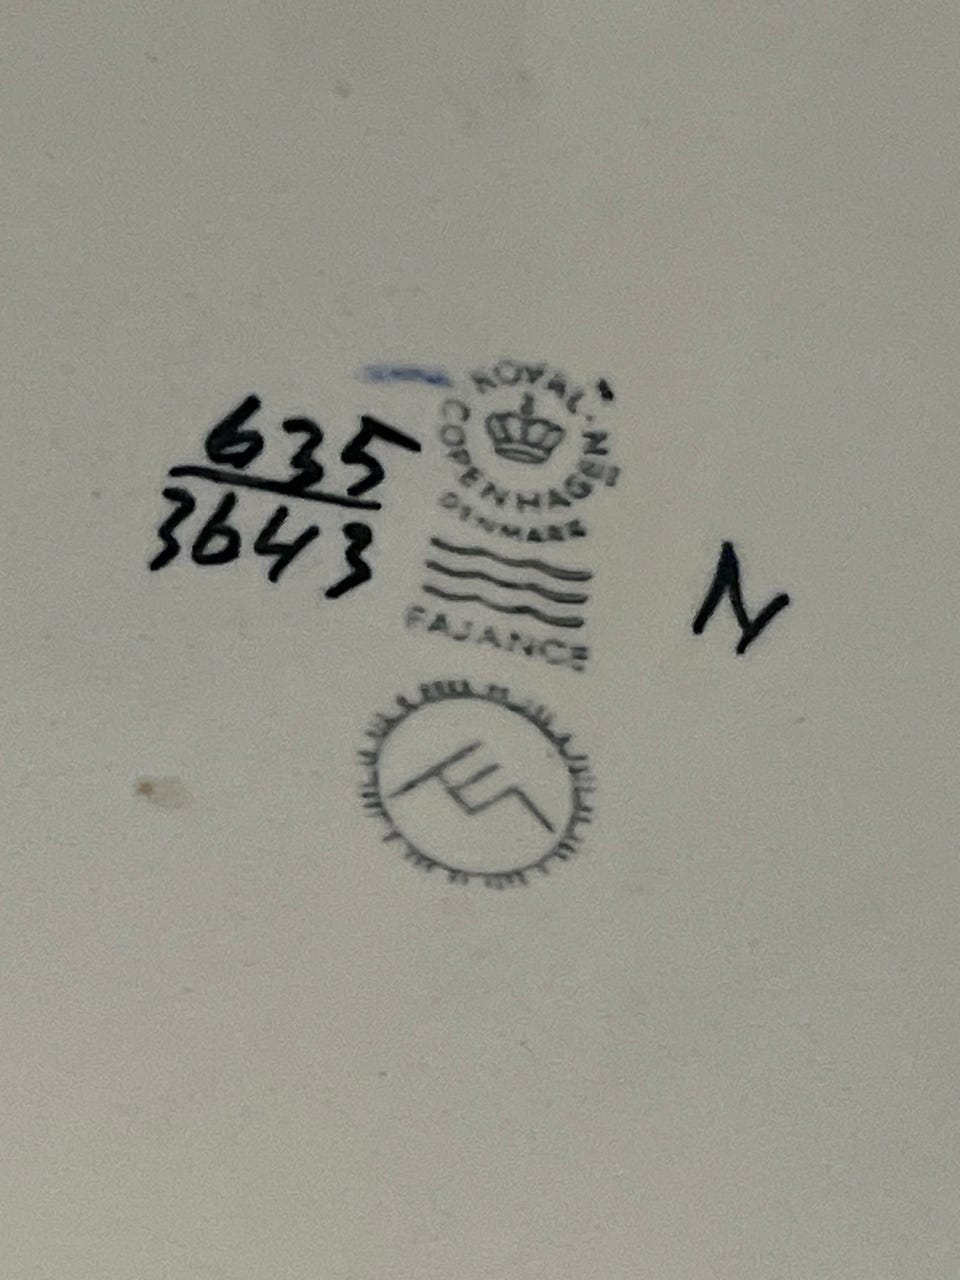 635
3643
ROYAL
COPENHAGEN
DENMARK
FAJANCE
N